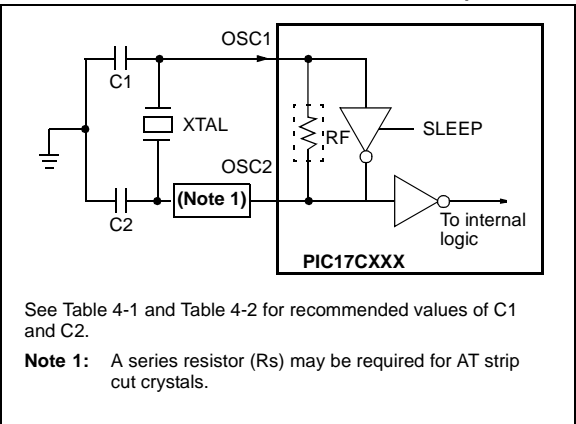 OSC1
C1
XTAL
SLEEP
RF
OSC2
(Note 1)
C2
To internal
logic
PIC17CXXX
See Table 4-1 and Table 4-2 for recommended values of C1
and C2.
Note 1: A series resistor (Rs) may be required for AT strip
cut crystals.